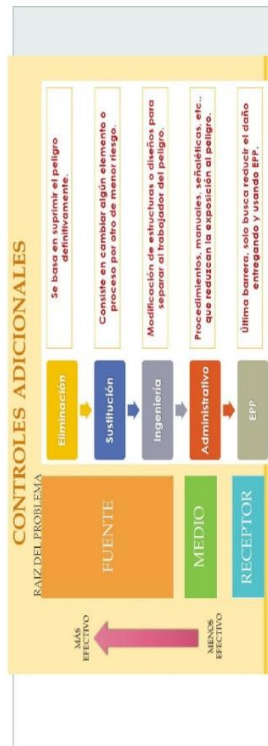 CONTROLES ADICIONALES
RAIZ DEL PROBLEMA
MÁS
EFECTIVO
MENOS
EFECTIVO
FUENTE
MEDIO
RECEPTOR
Eliminación
Se basa en suprimir el peligro
definitivamente.
Sustitución
Consiste en cambiar algún elemento o
proceso por otro de menor riesgo.
Ingeniería
Modificación de estructuras o diseños para
separar al trabajador del peligro.
Administrativo
Procedimientos, manuales, señaléticas, etc.,
que reduzcan la exposición al peligro.
EPP
Última barrera, solo busca reducir el daño
entregando y usando EPP.